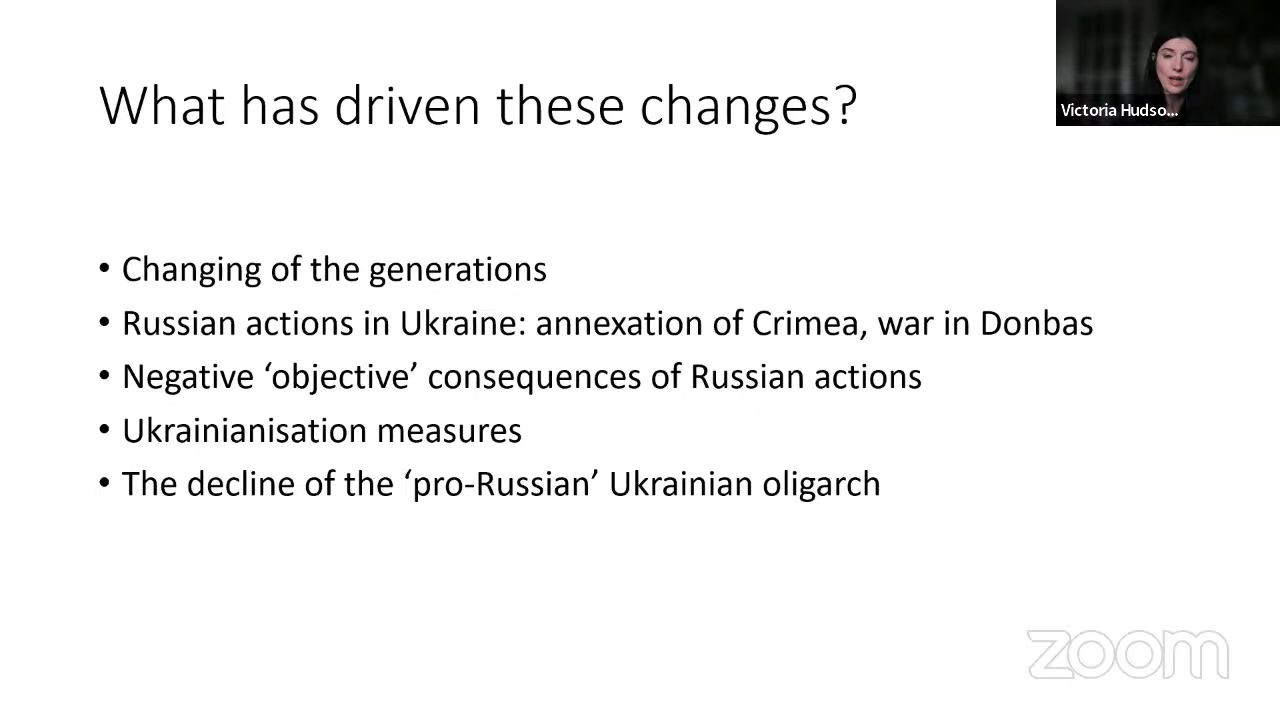 What has driven these changes?
Victoria Hudso...
• Changing of the generations
• Russian actions in Ukraine: annexation of Crimea, war in Donbas
• Negative ‘objective’ consequences of Russian actions
• Ukrainianisation measures
• The decline of the ‘pro-Russian’ Ukrainian oligarch
zoom